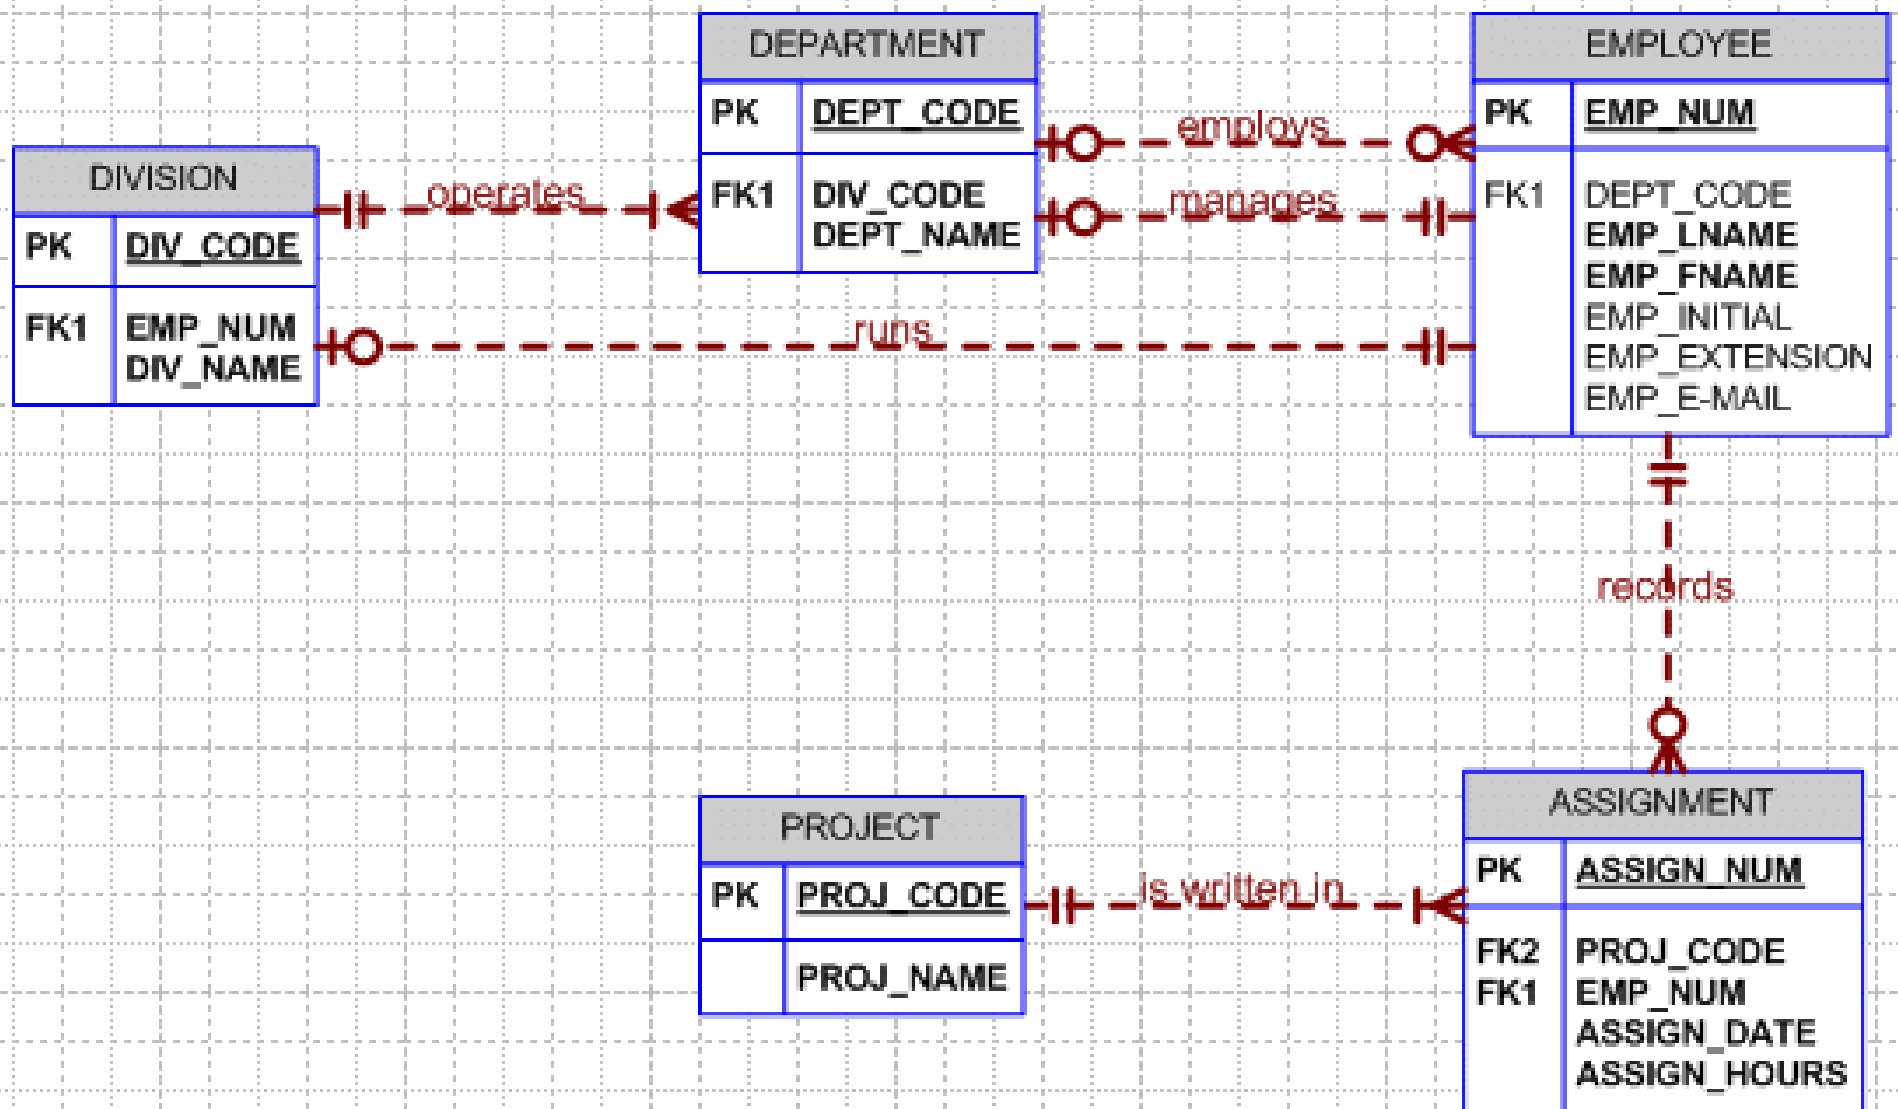 DIVISION
PK DIV_CODE
FK1 EMP_NUM
DIV_NAME
operates
DEPARTMENT
PK DEPT_CODE
FK1 DIV_CODE
DEPT_NAME
employs
manages
runs
EMPLOYEE
PK EMP_NUM
FK1 DEPT_CODE
EMP_LNAME
EMP_FNAME
EMP_INITIAL
EMP_EXTENSION
EMP_E-MAIL
records
PROJECT
PK PROJ_CODE
PROJ_NAME
is written in
ASSIGNMENT
PK ASSIGN_NUM
FK2 PROJ_CODE
FK1 EMP_NUM
ASSIGN_DATE
ASSIGN_HOURS